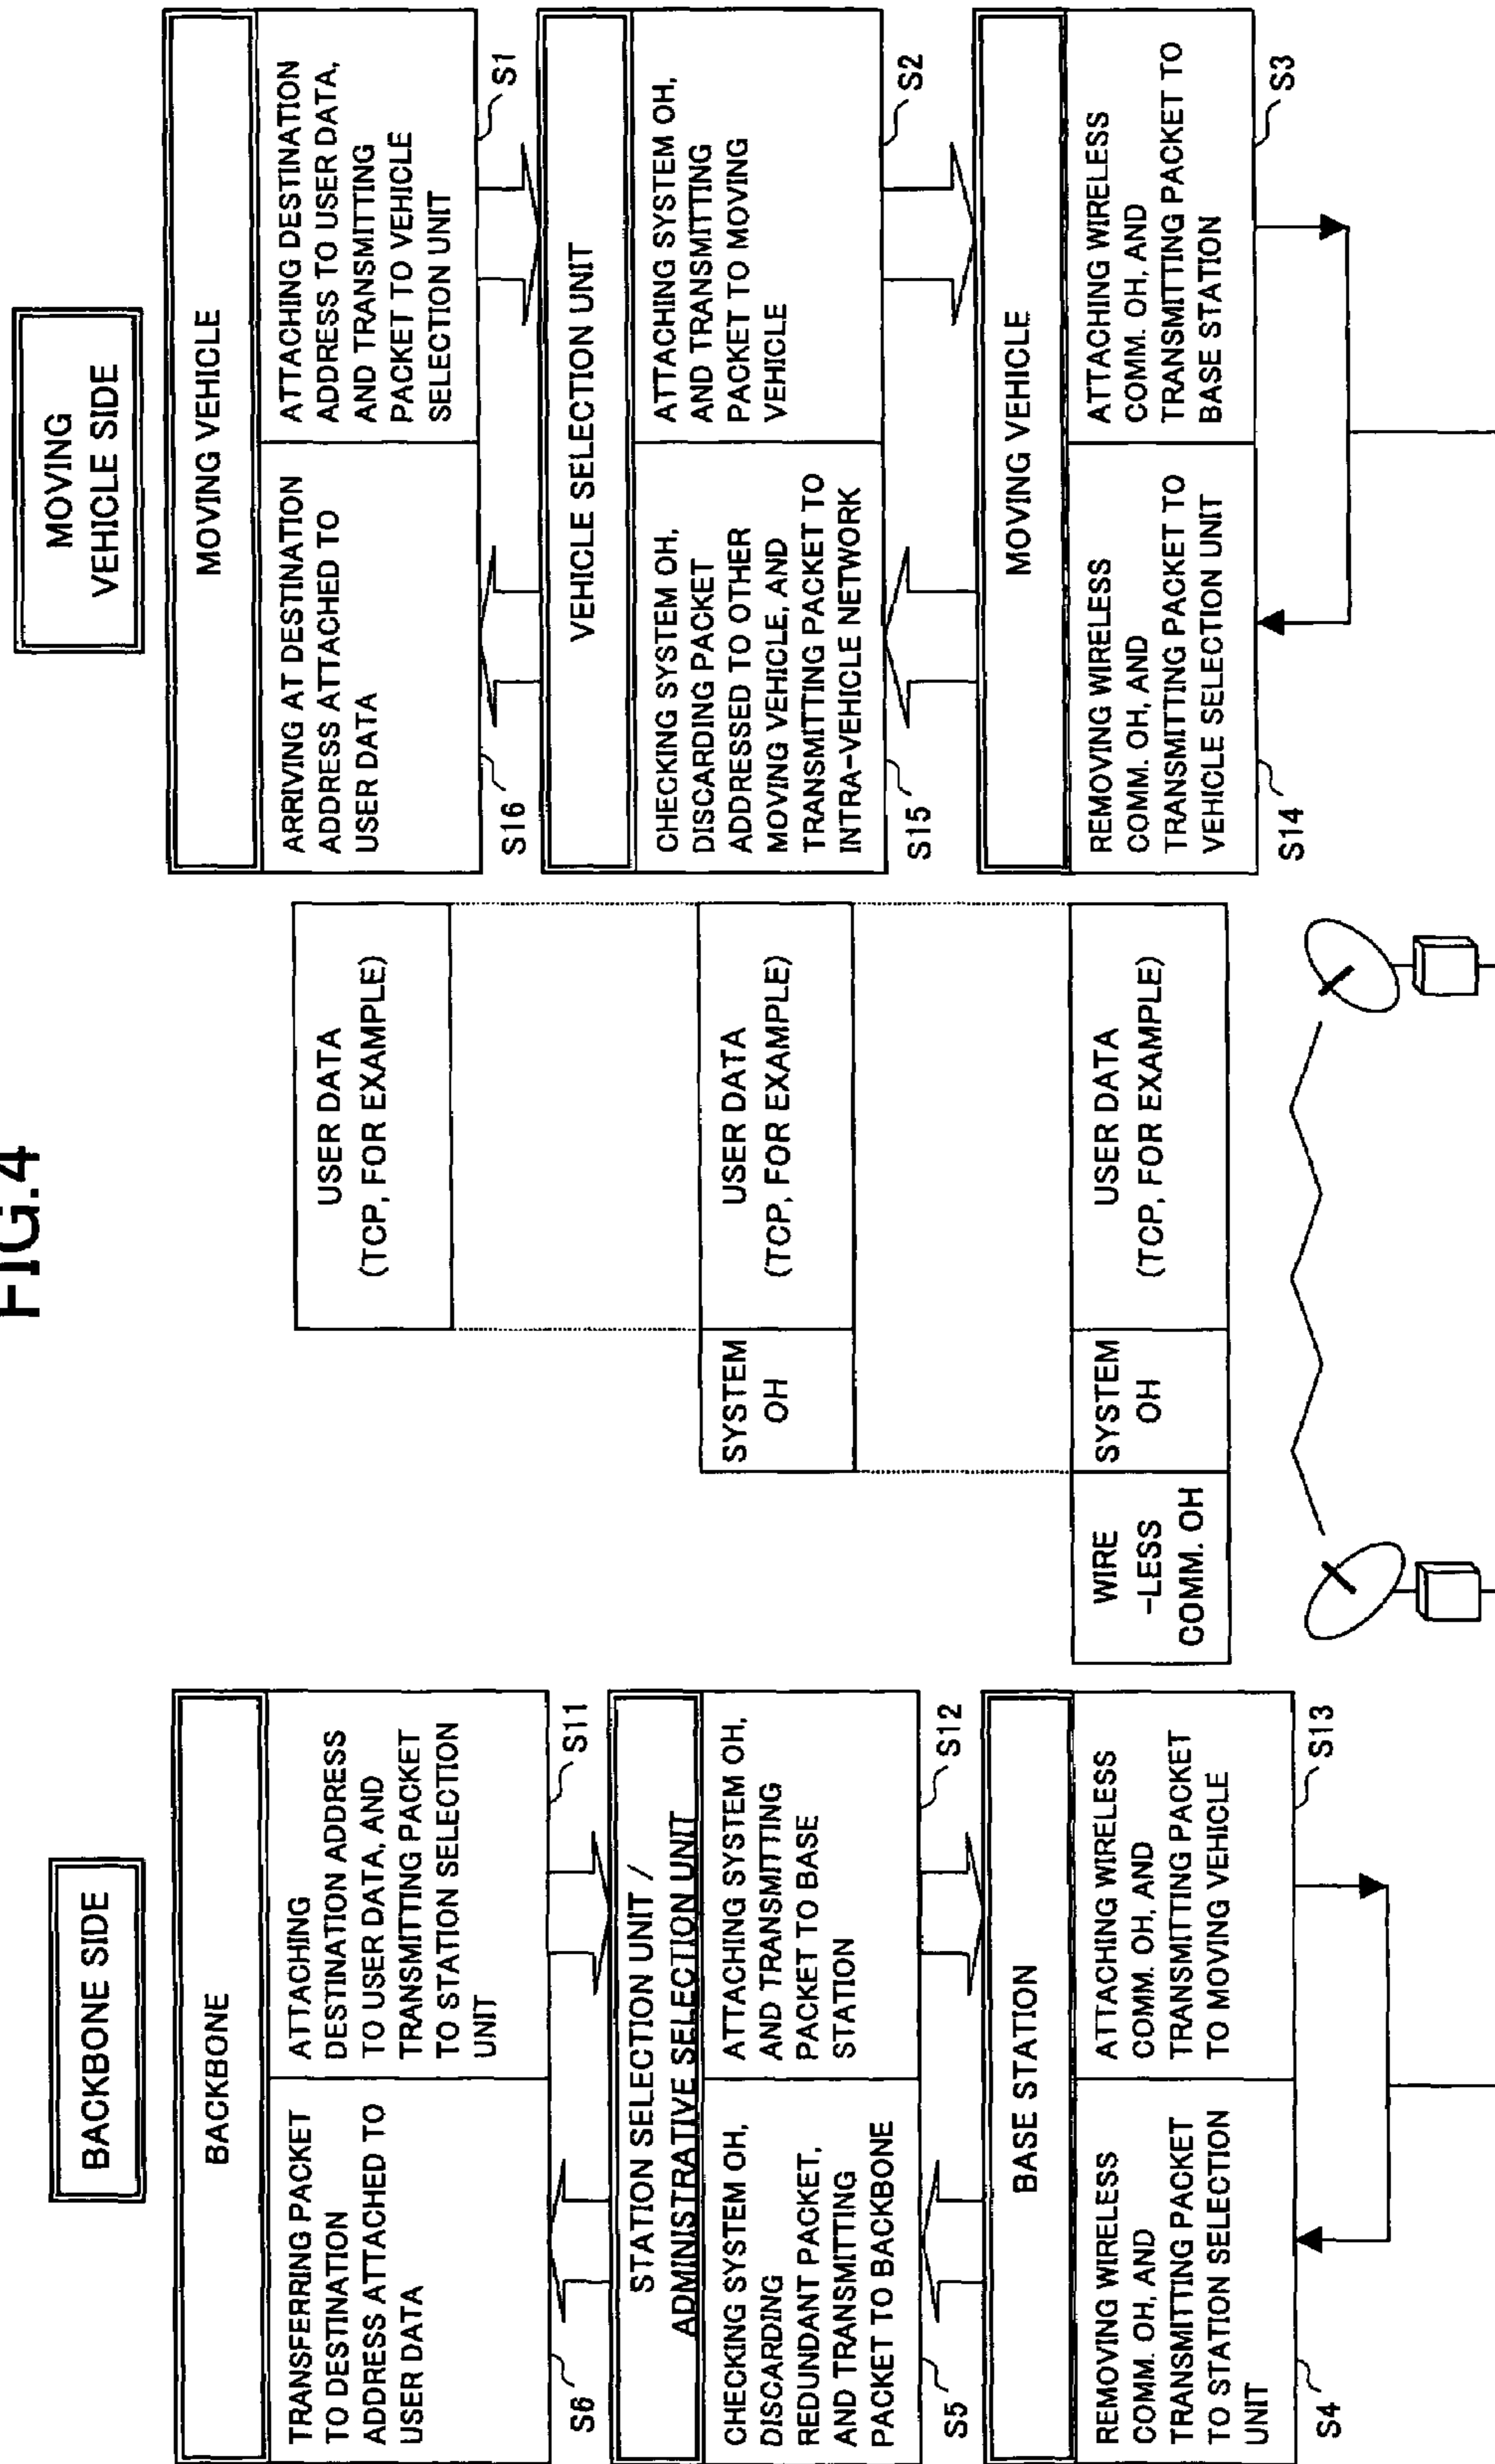 FIG.4
BACKBONE SIDE
BACKBONE
TRANSFERRING PACKET
TO DESTINATION
ADDRESS ATTACHED TO
USER DATA
ATTACHING
DESTINATION ADDRESS
TO USER DATA, AND
TRANSMITTING PACKET
TO STATION SELECTION
UNIT
S6
S11
STATION SELECTION UNIT /
ADMINISTRATIVE SELECTION UNIT
CHECKING SYSTEM OH,
DISCARDING
REDUNDANT PACKET,
AND TRANSMITTING
PACKET TO BACKBONE
ATTACHING SYSTEM OH,
AND TRANSMITTING
PACKET TO BASE
STATION
S5
S12
BASE STATION
REMOVING WIRELESS
COMM. OH, AND
TRANSMITTING PACKET
TO STATION SELECTION
UNIT
ATTACHING WIRELESS
COMM. OH, AND
TRANSMITTING PACKET
TO MOVING VEHICLE
S4
S13
USER DATA
(TCP, FOR EXAMPLE)
SYSTEM
OH
USER DATA
(TCP, FOR EXAMPLE)
WIRE
-LESS
COMM. OH
SYSTEM
OH
USER DATA
(TCP, FOR EXAMPLE)
MOVING
VEHICLE SIDE
MOVING VEHICLE
ARRIVING AT DESTINATION
ADDRESS ATTACHED TO
USER DATA
ATTACHING DESTINATION
ADDRESS TO USER DATA,
AND TRANSMITTING
PACKET TO VEHICLE
SELECTION UNIT
S16
S1
VEHICLE SELECTION UNIT
CHECKING SYSTEM OH,
DISCARDING PACKET
ADDRESSED TO OTHER
MOVING VEHICLE, AND
TRANSMITTING PACKET TO
INTRA-VEHICLE NETWORK
ATTACHING SYSTEM OH,
AND TRANSMITTING
PACKET TO MOVING
VEHICLE
S15
S2
MOVING VEHICLE
REMOVING WIRELESS
COMM. OH, AND
TRANSMITTING PACKET TO
VEHICLE SELECTION UNIT
ATTACHING WIRELESS
COMM. OH, AND
TRANSMITTING PACKET TO
BASE STATION
S14
S3